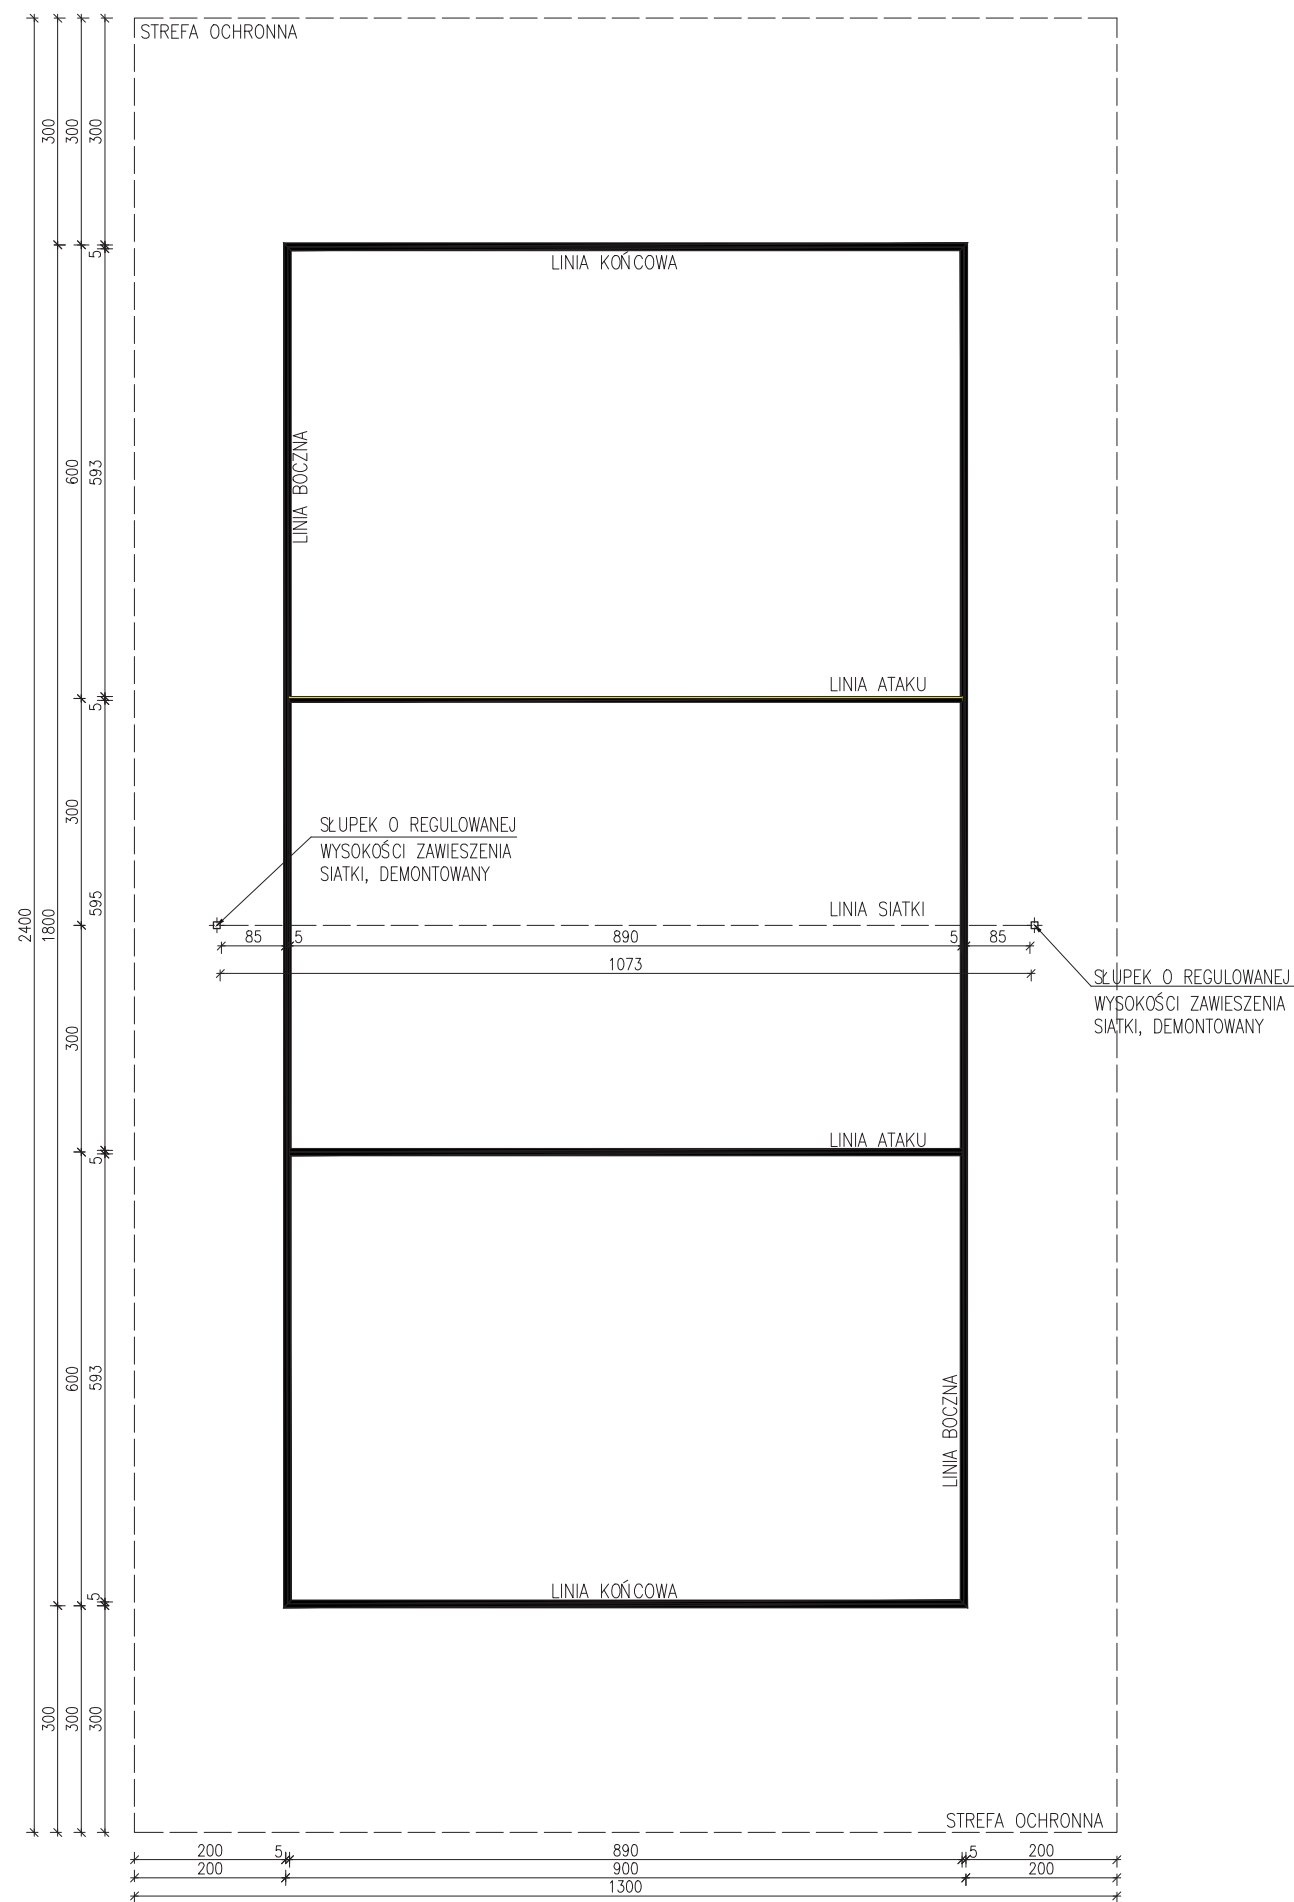 STREFA OCHRONNA
300
300
300
5
LINIA KOŃCOWA
LINIA BOCZNA
600
593
LINIA ATAKU
5
300
SŁUPEK O REGULOWANEJ
WYSOKOŚCI ZAWIESZENIA
SIATKI, DEMONTOWANY
2400
1800
595
LINIA SIATKI
85
5
890
5
85
1073
SŁUPEK O REGULOWANEJ
WYSOKOŚCI ZAWIESZENIA
SIATKI, DEMONTOWANY
300
LINIA ATAKU
5
600
593
LINIA BOCZNA
5
LINIA KOŃCOWA
300
300
300
STREFA OCHRONNA
200
5
890
5
200
200
900
200
1300